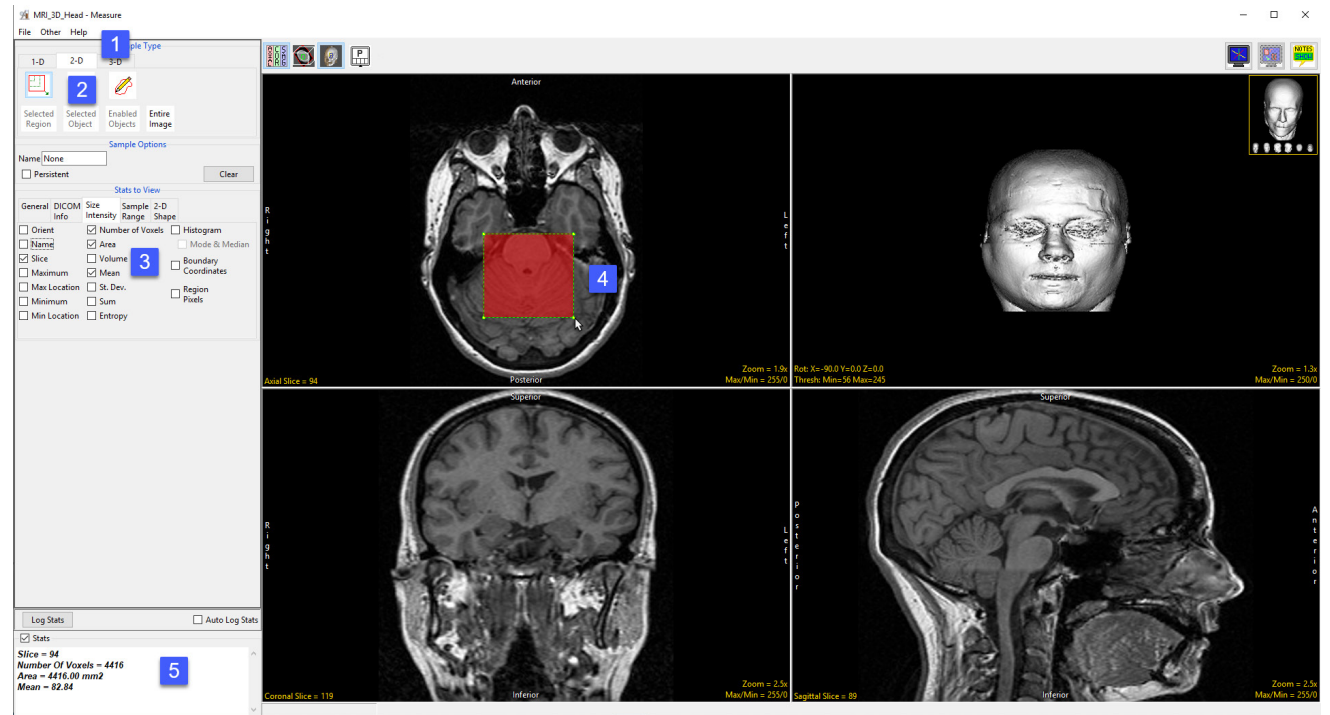 MRI_3D_Head - Measure
File Other Help
1
ple Type
1-D 2-D 3-D
2
Selected Region
Selected Object
Enabled Objects
Entire Image
Sample Options
Name None
Persistent
Clear
Stats to View
General
DICOM Info
Size Intensity
Sample Range
2-D Shape
Orient Number of Voxels Histogram
Name Area Mode & Median
Slice Volume 3 Boundary Coordinates
Maximum Mean
Max Location St. Dev. Region Pixels
Minimum Sum
Min Location Entropy
Log Stats Auto Log Stats
Stats
Slice = 94
Number Of Voxels = 4416
Area = 4416.00 mm2
Mean = 82.84
5
P
NOTES
SHOW
Anterior
Right
Left
4
Axial Slice = 94
Posterior
Zoom = 1.9x
Max/Min = 255/0
Rot: X=-90.0 Y=0.0 Z=0.0
Thresh: Min=56 Max=245
Zoom = 1.3x
Max/Min = 250/0
Superior
Right
Left
Coronal Slice = 119
Inferior
Zoom = 2.5x
Max/Min = 255/0
Superior
Posterior
Anterior
Sagittal Slice = 89
Inferior
Zoom = 2.5x
Max/Min = 255/0